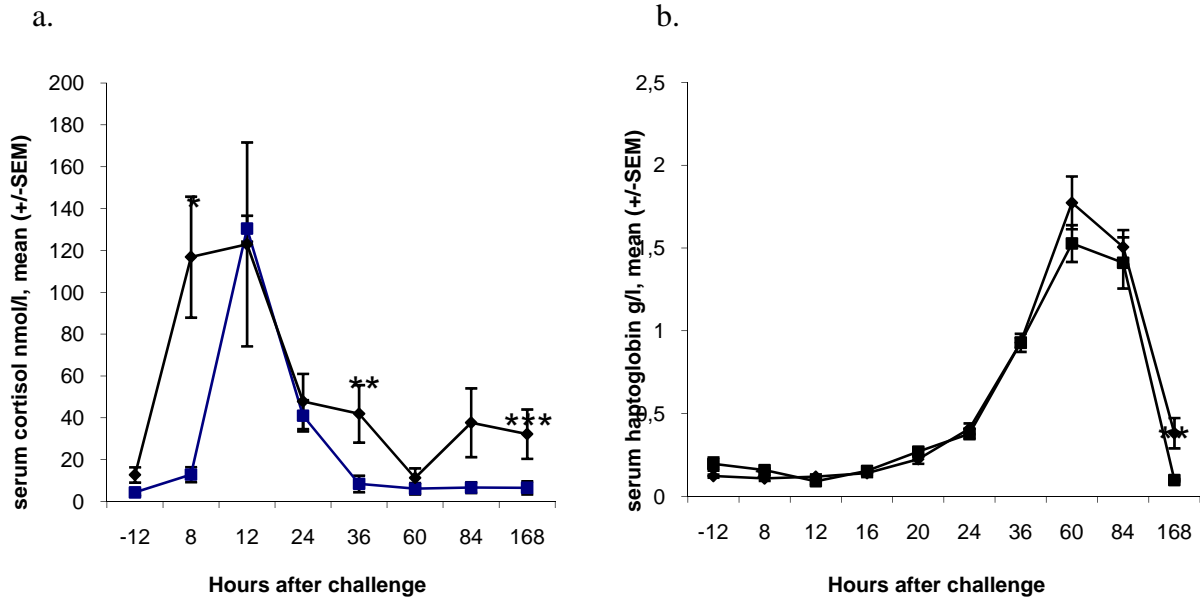 a.
serum cortisol nmol/l, mean (+/-SEM)
200
180
160
140
120
100
80
60
40
20
0
*
**
***
-12 8 12 24 36 60 84 168
Hours after challenge
b.
serum haptoglobin g/l, mean (+/-SEM)
2,5
2
1,5
1
0,5
0
**
-12 8 12 16 20 24 36 60 84 168
Hours after challenge